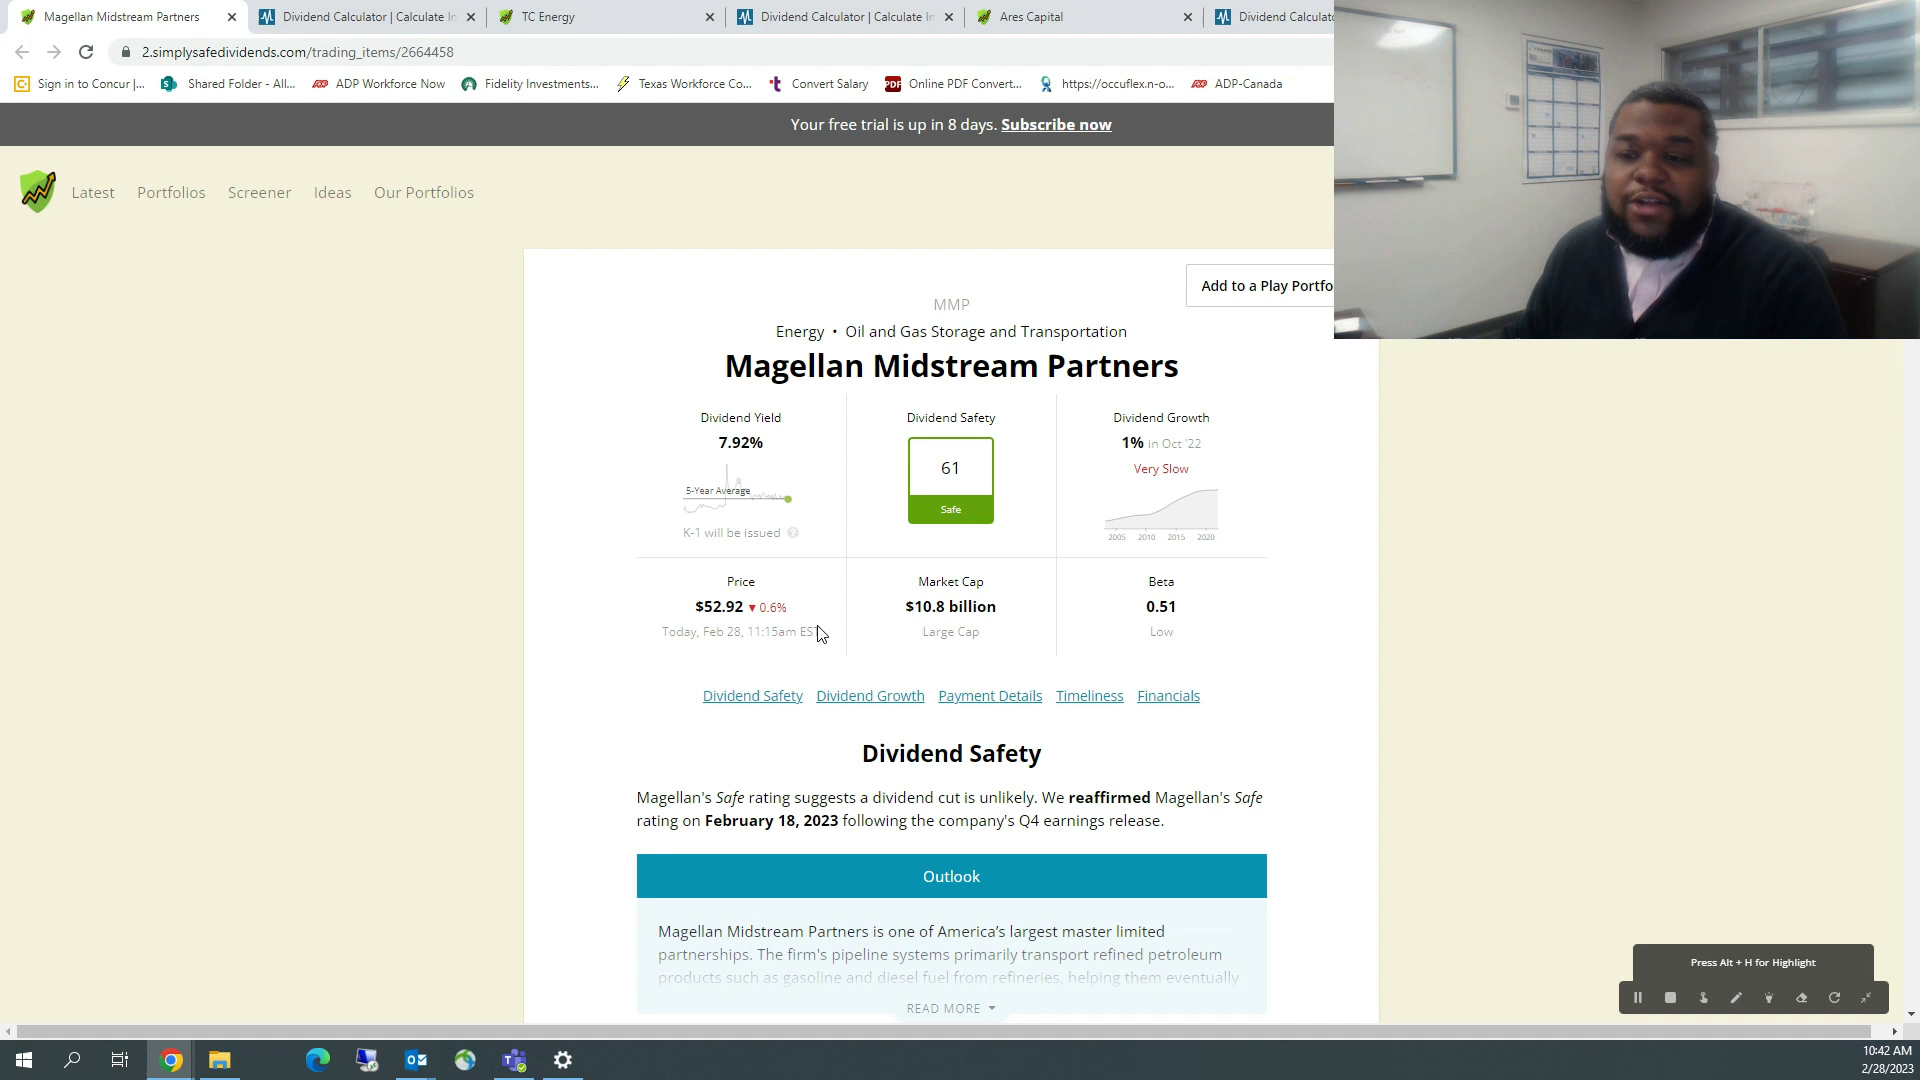 Magellan Midstream Partners
Dividend Calculator | Calculate In
TC Energy
Dividend Calculator | Calculate In
Ares Capital
Dividend Calculato
2.simplysafedividends.com/trading_items/2664458
Sign in to Concur |...
Shared Folder - All...
ADP Workforce Now
Fidelity Investments...
Texas Workforce Co...
Convert Salary
Online PDF Convert...
https://occuflex.n-o...
ADP-Canada
Your free trial is up in 8 days. Subscribe now
Latest
Portfolios
Screener
Ideas
Our Portfolios
Add to a Play Portfo
MMP
Energy • Oil and Gas Storage and Transportation
Magellan Midstream Partners
Dividend Yield
7.92%
5-Year Average
K-1 will be issued ?
Dividend Safety
61
Safe
Dividend Growth
1% in Oct '22
Very Slow
2005 2010 2015 2020
Price
$52.92 ▼ 0.6%
Today, Feb 28, 11:15am EST
Market Cap
$10.8 billion
Large Cap
Beta
0.51
Low
Dividend Safety Dividend Growth Payment Details Timeliness Financials
Dividend Safety
Magellan's Safe rating suggests a dividend cut is unlikely. We reaffirmed Magellan's Safe
rating on February 18, 2023 following the company's Q4 earnings release.
Outlook
Magellan Midstream Partners is one of America’s largest master limited
partnerships. The firm's pipeline systems primarily transport refined petroleum
products such as gasoline and diesel fuel from refineries, helping them eventually
READ MORE
Press Alt + H for Highlight
10:42 AM
2/28/2023